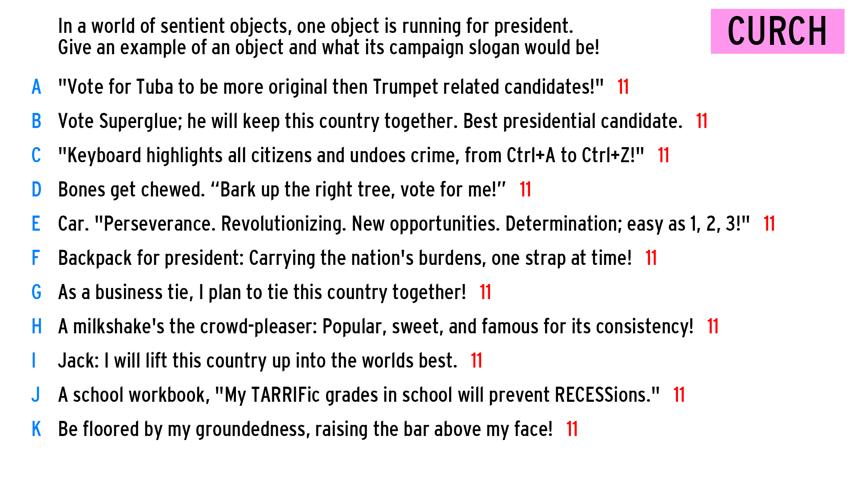 In a world of sentient objects, one object is running for president.
Give an example of an object and what its campaign slogan would be!
CURCH
A "Vote for Tuba to be more original then Trumpet related candidates!" 11
B Vote Superglue; he will keep this country together. Best presidential candidate. 11
C "Keyboard highlights all citizens and undoes crime, from Ctrl+A to Ctrl+Z!" 11
D Bones get chewed. “Bark up the right tree, vote for me!” 11
E Car. "Perseverance. Revolutionizing. New opportunities. Determination; easy as 1, 2, 3!" 11
F Backpack for president: Carrying the nation's burdens, one strap at time! 11
G As a business tie, I plan to tie this country together! 11
H A milkshake's the crowd-pleaser: Popular, sweet, and famous for its consistency! 11
I Jack: I will lift this country up into the worlds best. 11
J A school workbook, "My TARRIFic grades in school will prevent RECESSions." 11
K Be floored by my groundedness, raising the bar above my face! 11